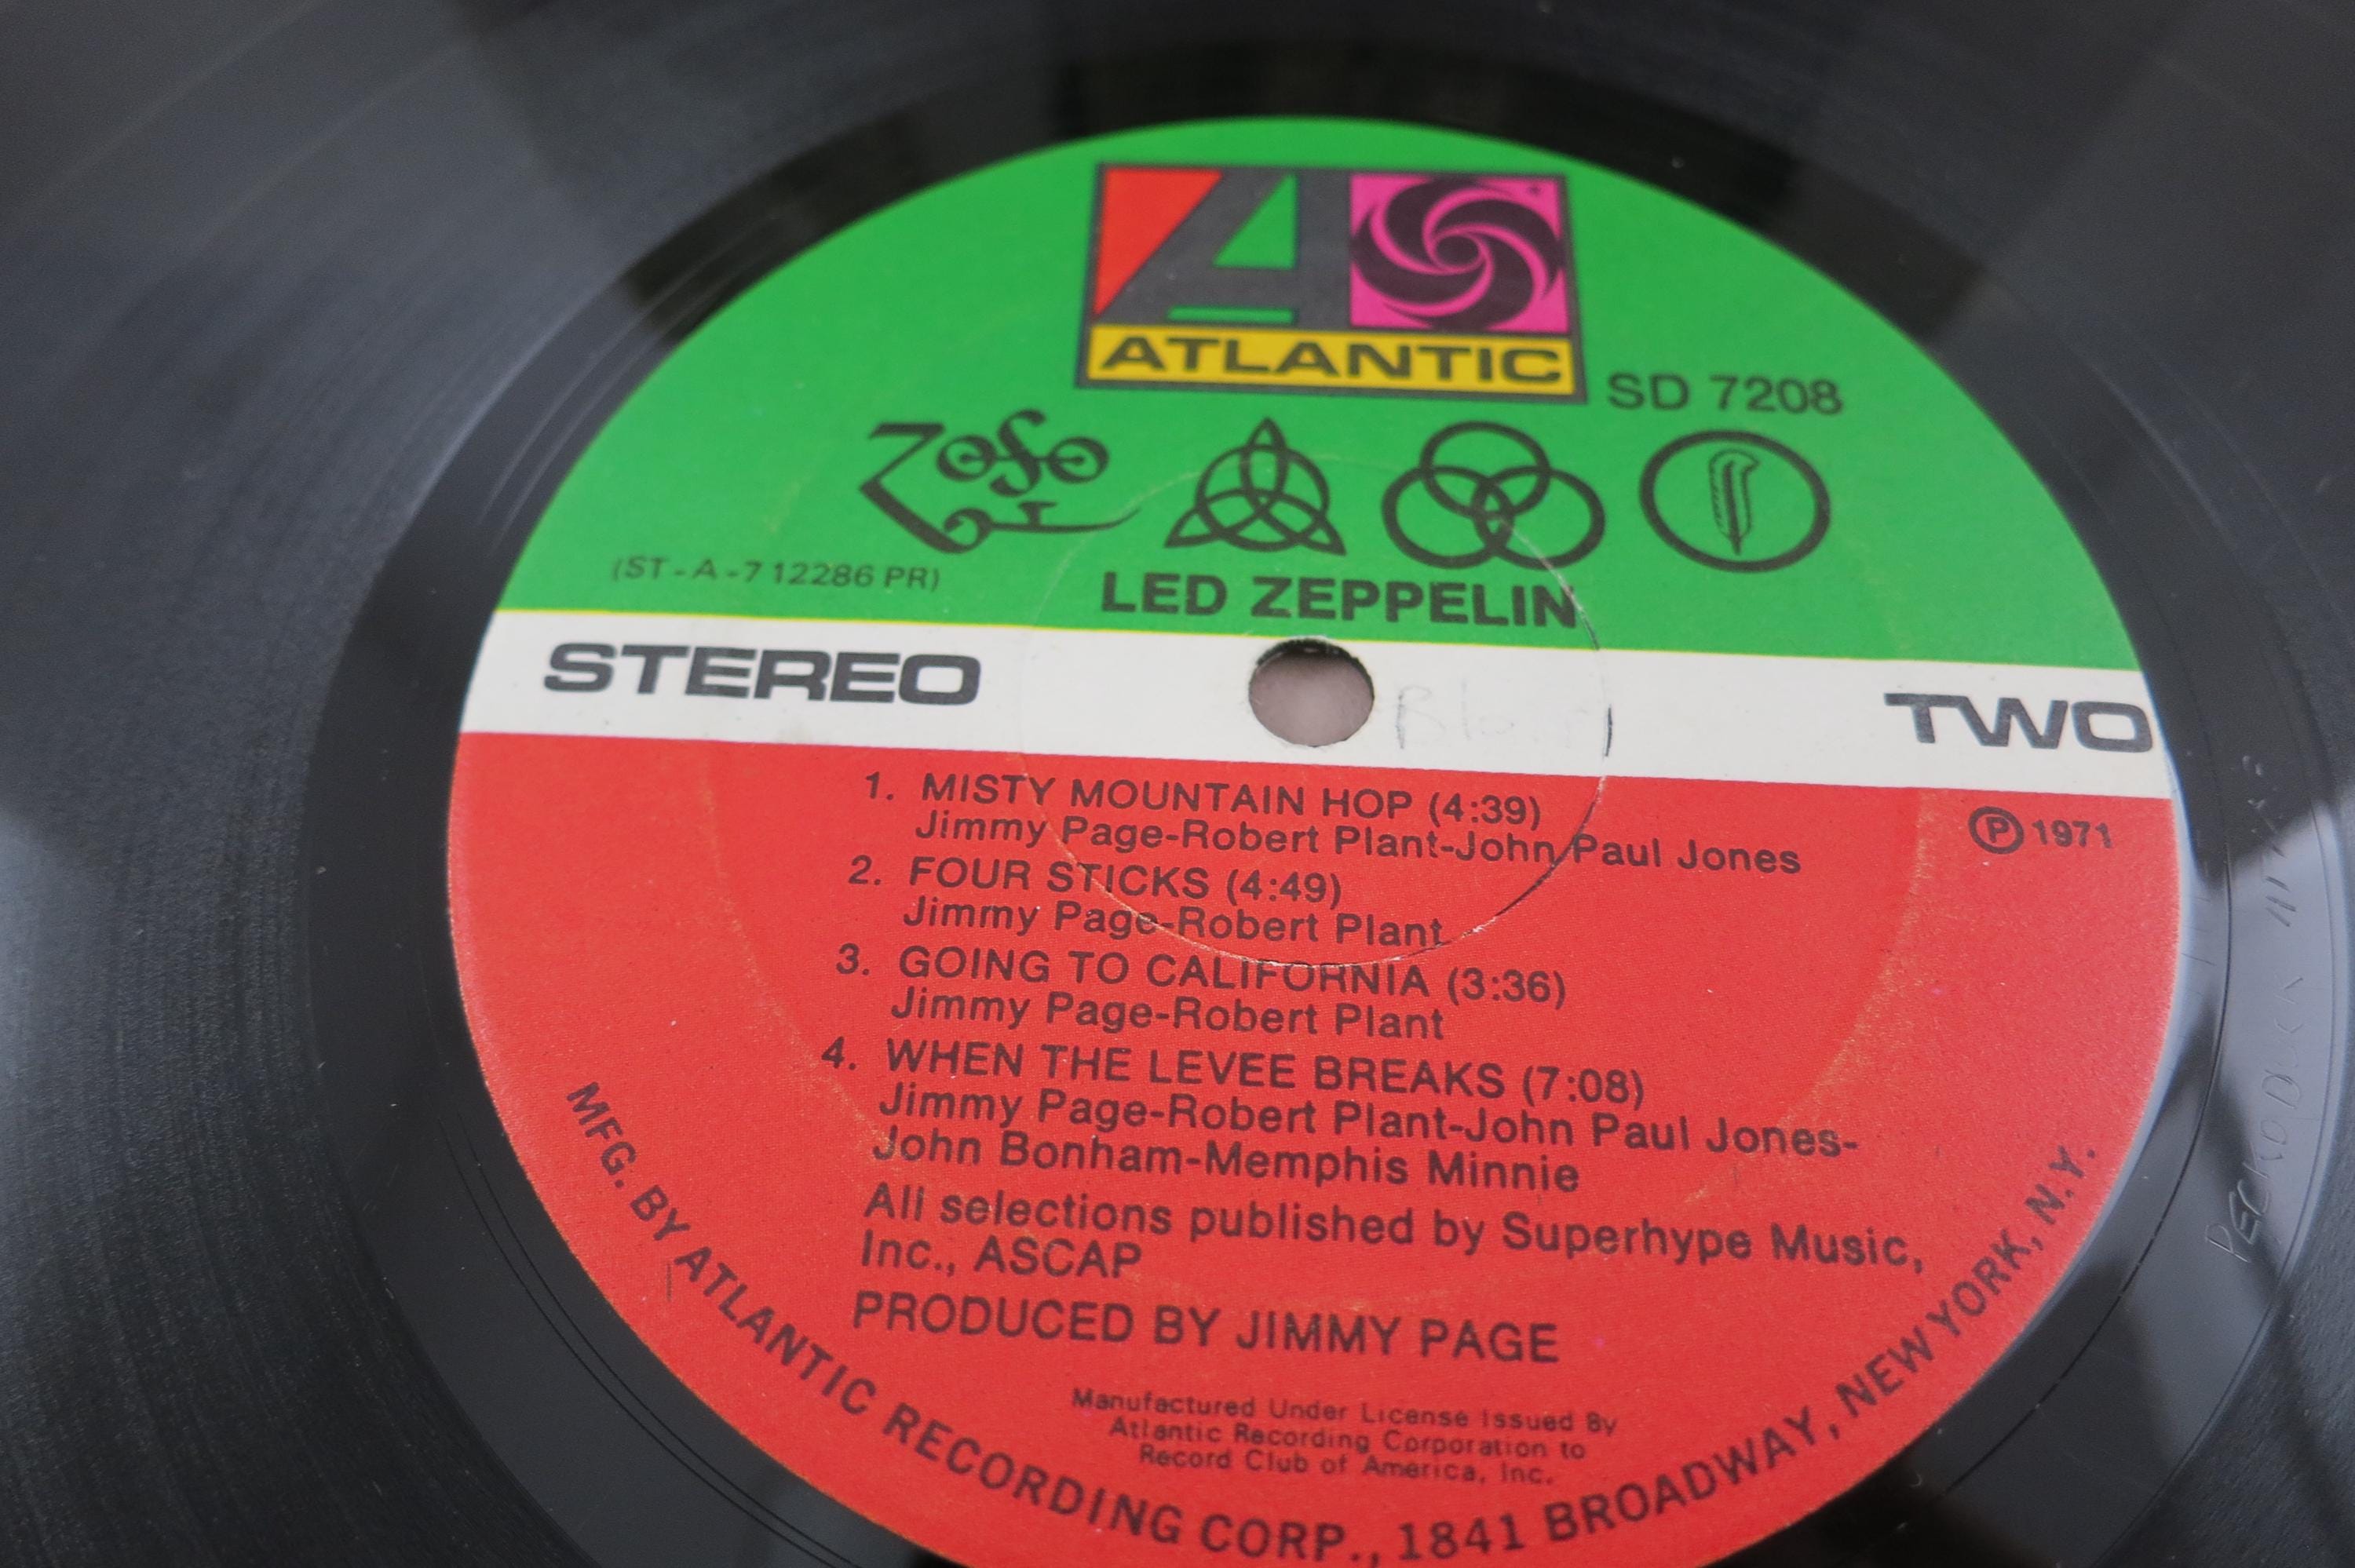 ATLANTIC
SD 7208
(ST-A-712286 PR)
LED ZEPPELIN
STEREO
TWO
1. MISTY MOUNTAIN HOP (4:39)
Jimmy Page-Robert Plant-John Paul Jones
℗ 1971
2. FOUR STICKS (4:49)
Jimmy Page-Robert Plant
3. GOING TO CALIFORNIA (3:36)
Jimmy Page-Robert Plant
4. WHEN THE LEVEE BREAKS (7:08)
Jimmy Page-Robert Plant-John Paul Jones-
John Bonham-Memphis Minnie
All selections published by Superhype Music,
Inc., ASCAP
PRODUCED BY JIMMY PAGE
Manufactured Under License Issued By
Atlantic Recording Corporation to
Record Club of America, Inc.
MFG. BY ATLANTIC RECORDING CORP., 1841 BROADWAY, NEW YORK, N.Y.